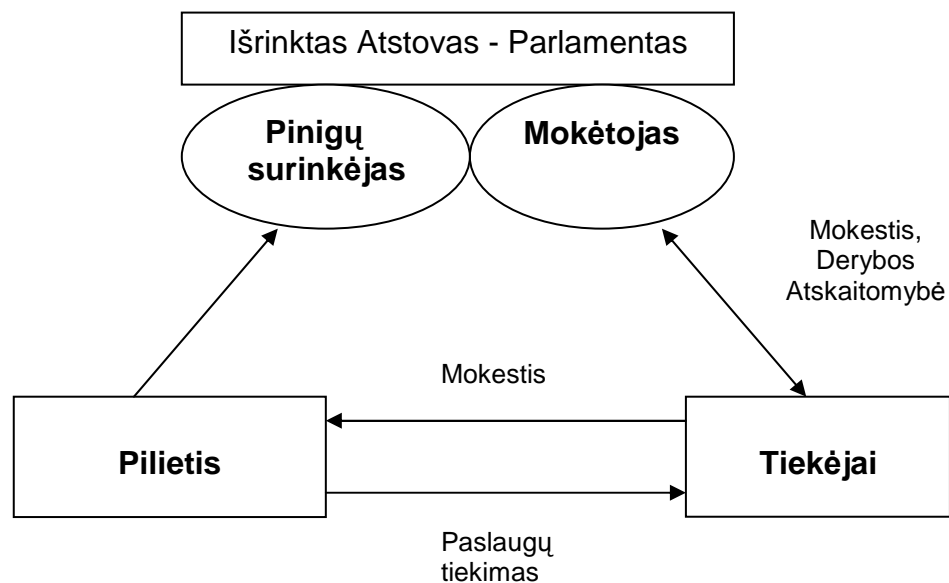 Išrinktas Atstovas - Parlamentas
Pinigų
surinkėjas
Mokėtojas
Mokestis,
Derybos
Atskaitomybė
Mokestis
Pilietis
Tiekėjai
Paslaugų
tiekimas